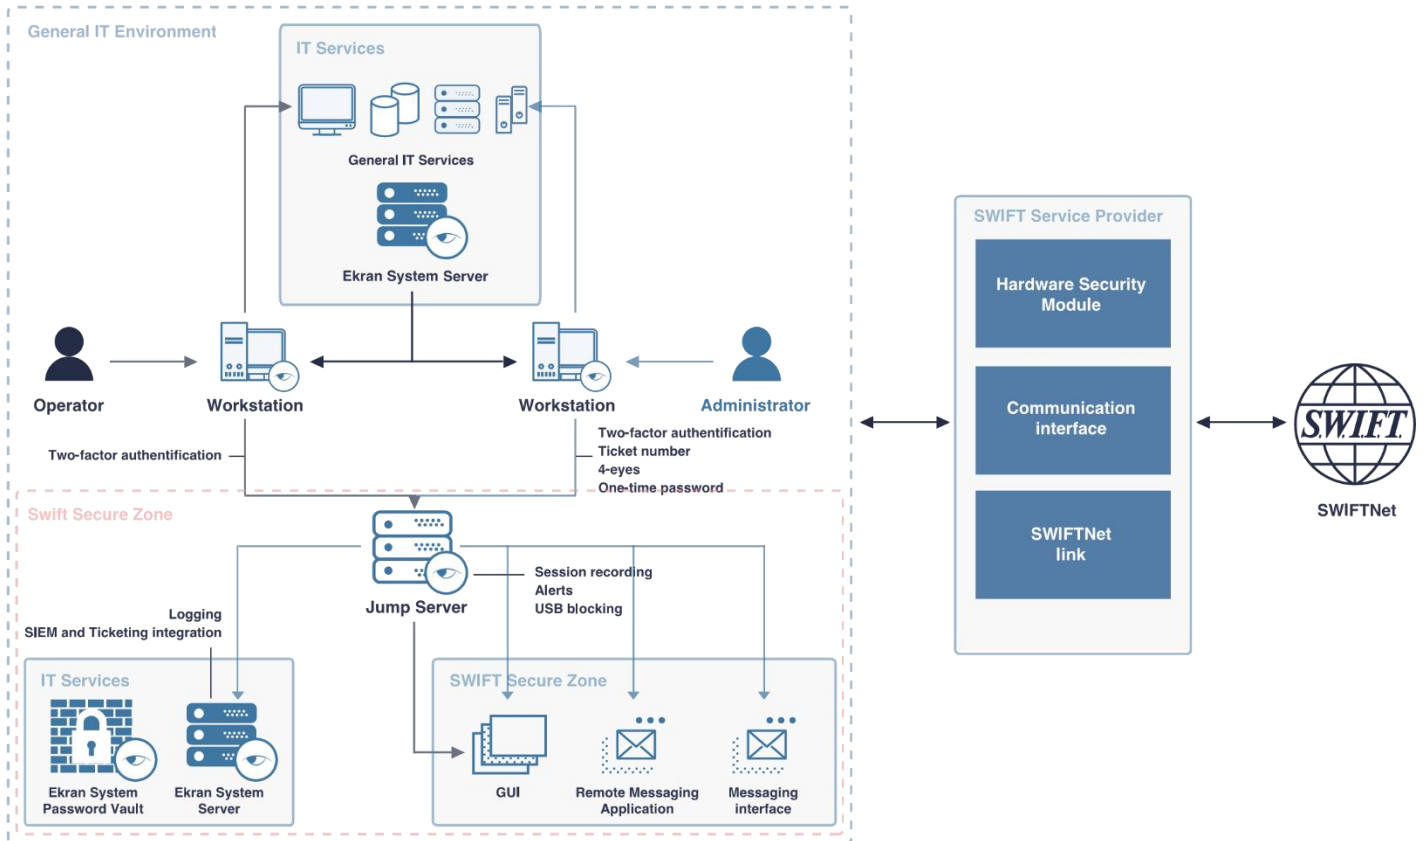 General IT Environment
IT Services
General IT Services
Ekran System Server
Operator
Workstation
Workstation
Administrator
Two-factor authentification
Two-factor authentification
Ticket number
4-eyes
One-time password
Swift Secure Zone
Jump Server
Session recording
Alerts
USB blocking
Logging
SIEM and Ticketing integration
IT Services
Ekran System
Password Vault
Ekran System
Server
SWIFT Secure Zone
GUI
Remote Messaging
Application
Messaging
interface
SWIFT Service Provider
Hardware Security
Module
Communication
interface
SWIFTNet
link
S.W.I.F.T.
SWIFTNet